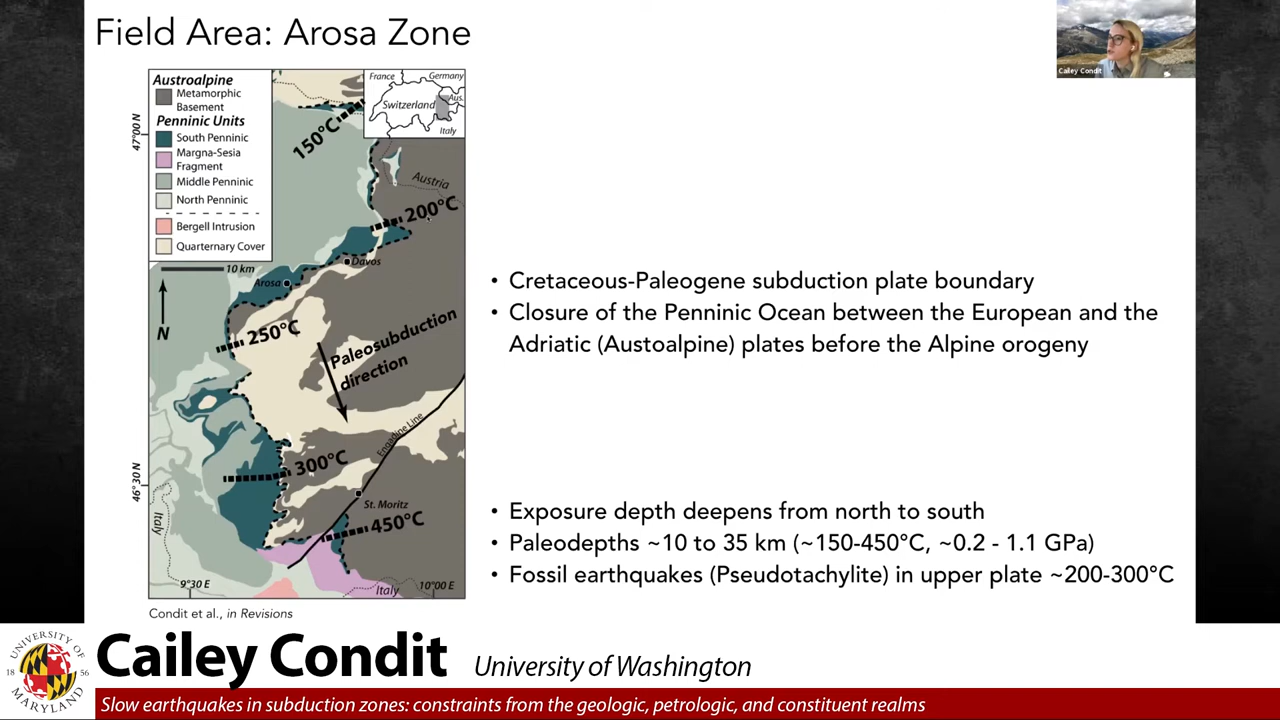 Field Area: Arosa Zone
Cailey Condit
Austroalpine
Metamorphic
Basement
Penninic Units
South Penninic
Margna-Sesia
Fragment
Middle Penninic
North Penninic
Bergell Intrusion
Quarternary Cover
10 km
N
France
Germany
Switzerland
Aus.
Italy
47°00 N
46°30 N
150°C
Austria
200°C
Davos
Arosa
250°C
Paleosubduction
direction
Engadine Line
300°C
St. Moritz
450°C
Italy
9°30 E
Italy
10°00 E
Condit et al., in Revisions
• Cretaceous-Paleogene subduction plate boundary
• Closure of the Penninic Ocean between the European and the
Adriatic (Austoalpine) plates before the Alpine orogeny
• Exposure depth deepens from north to south
• Paleodepths ~10 to 35 km (~150-450°C, ~0.2 - 1.1 GPa)
• Fossil earthquakes (Pseudotachylite) in upper plate ~200-300°C
UNIVERSITY OF
18 56
MARYLAND
Cailey Condit University of Washington
Slow earthquakes in subduction zones: constraints from the geologic, petrologic, and constituent realms